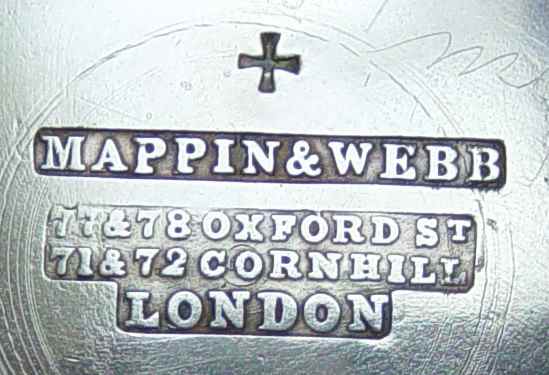 MAPPIN & WEBB
77 & 78 OXFORD ST
71 & 72 CORNHILL
LONDON